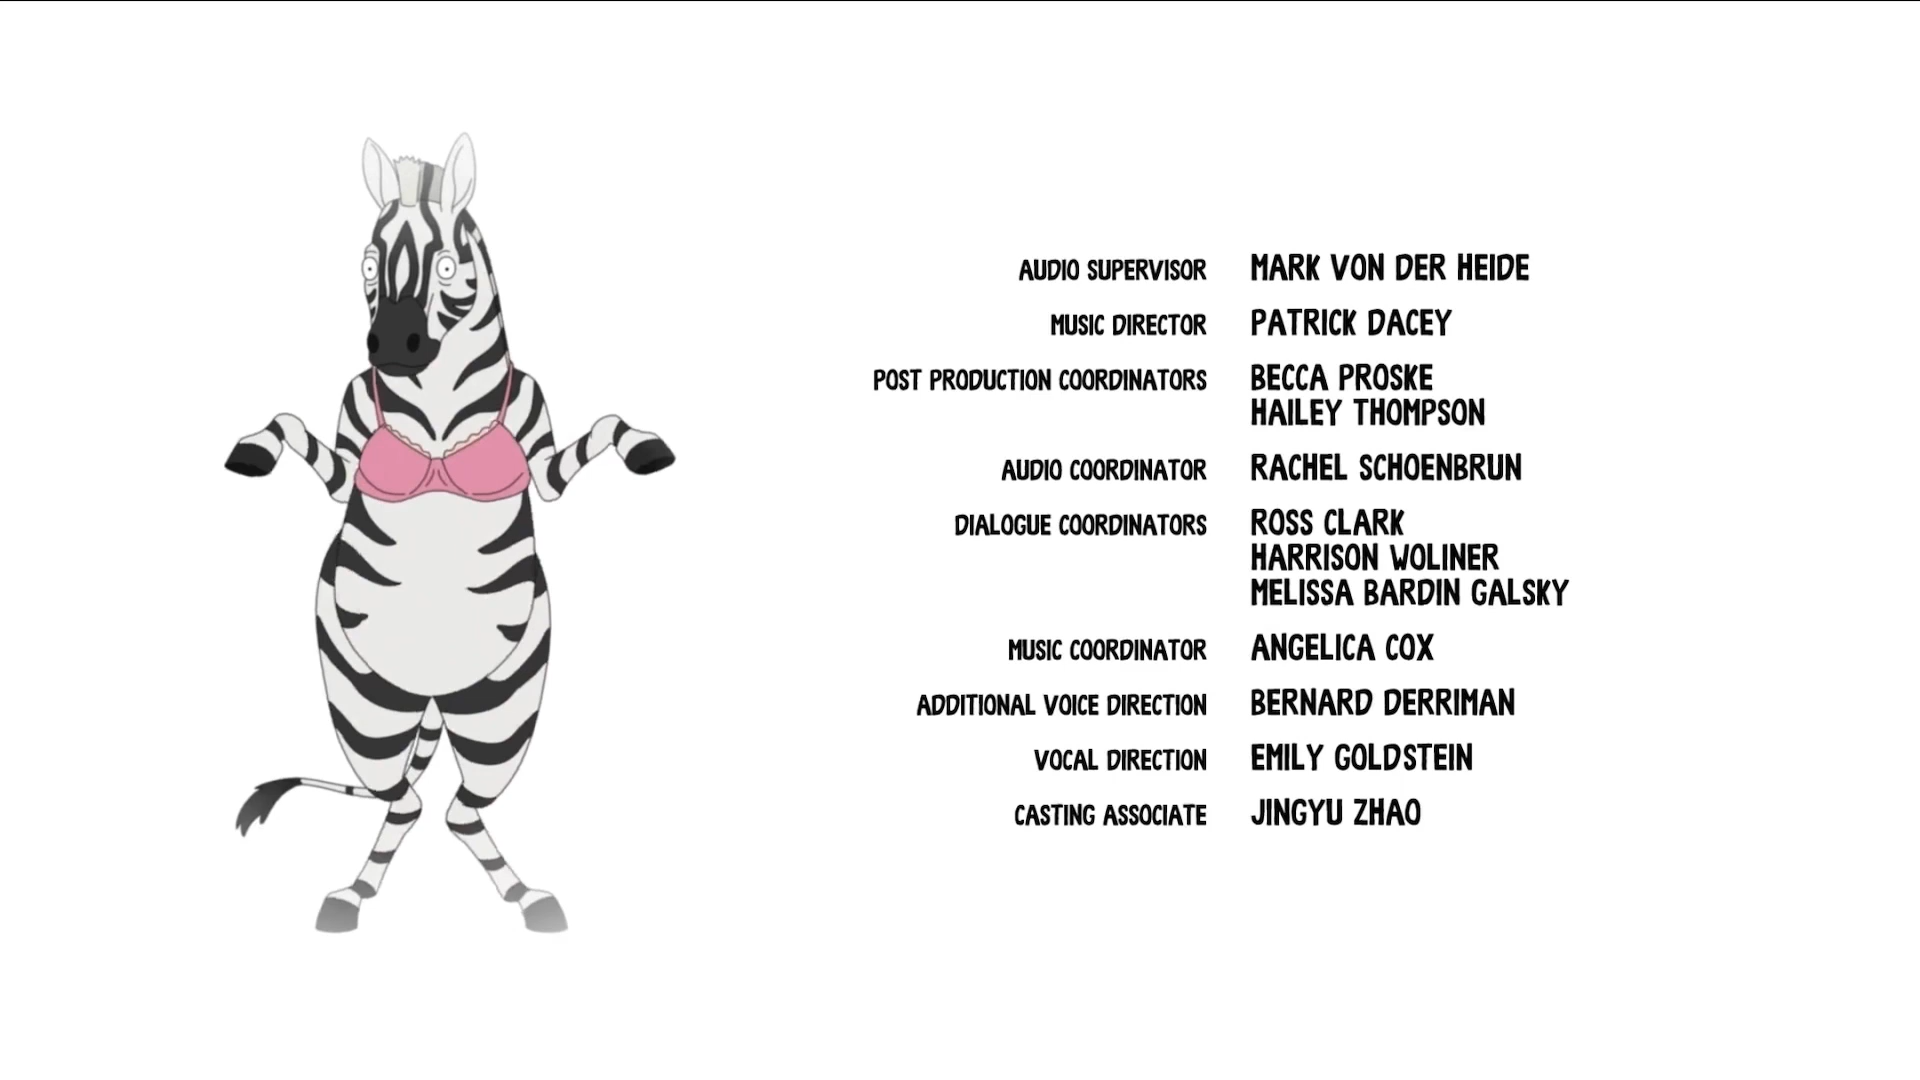 AUDIO SUPERVISOR MARK VON DER HEIDE
MUSIC DIRECTOR PATRICK DACEY
POST PRODUCTION COORDINATORS BECCA PROSKE
HAILEY THOMPSON
AUDIO COORDINATOR RACHEL SCHOENBRUN
DIALOGUE COORDINATORS ROSS CLARK
HARRISON WOLINER
MELISSA BARDIN GALSKY
MUSIC COORDINATOR ANGELICA COX
ADDITIONAL VOICE DIRECTION BERNARD DERRIMAN
VOCAL DIRECTION EMILY GOLDSTEIN
CASTING ASSOCIATE JINGYU ZHAO